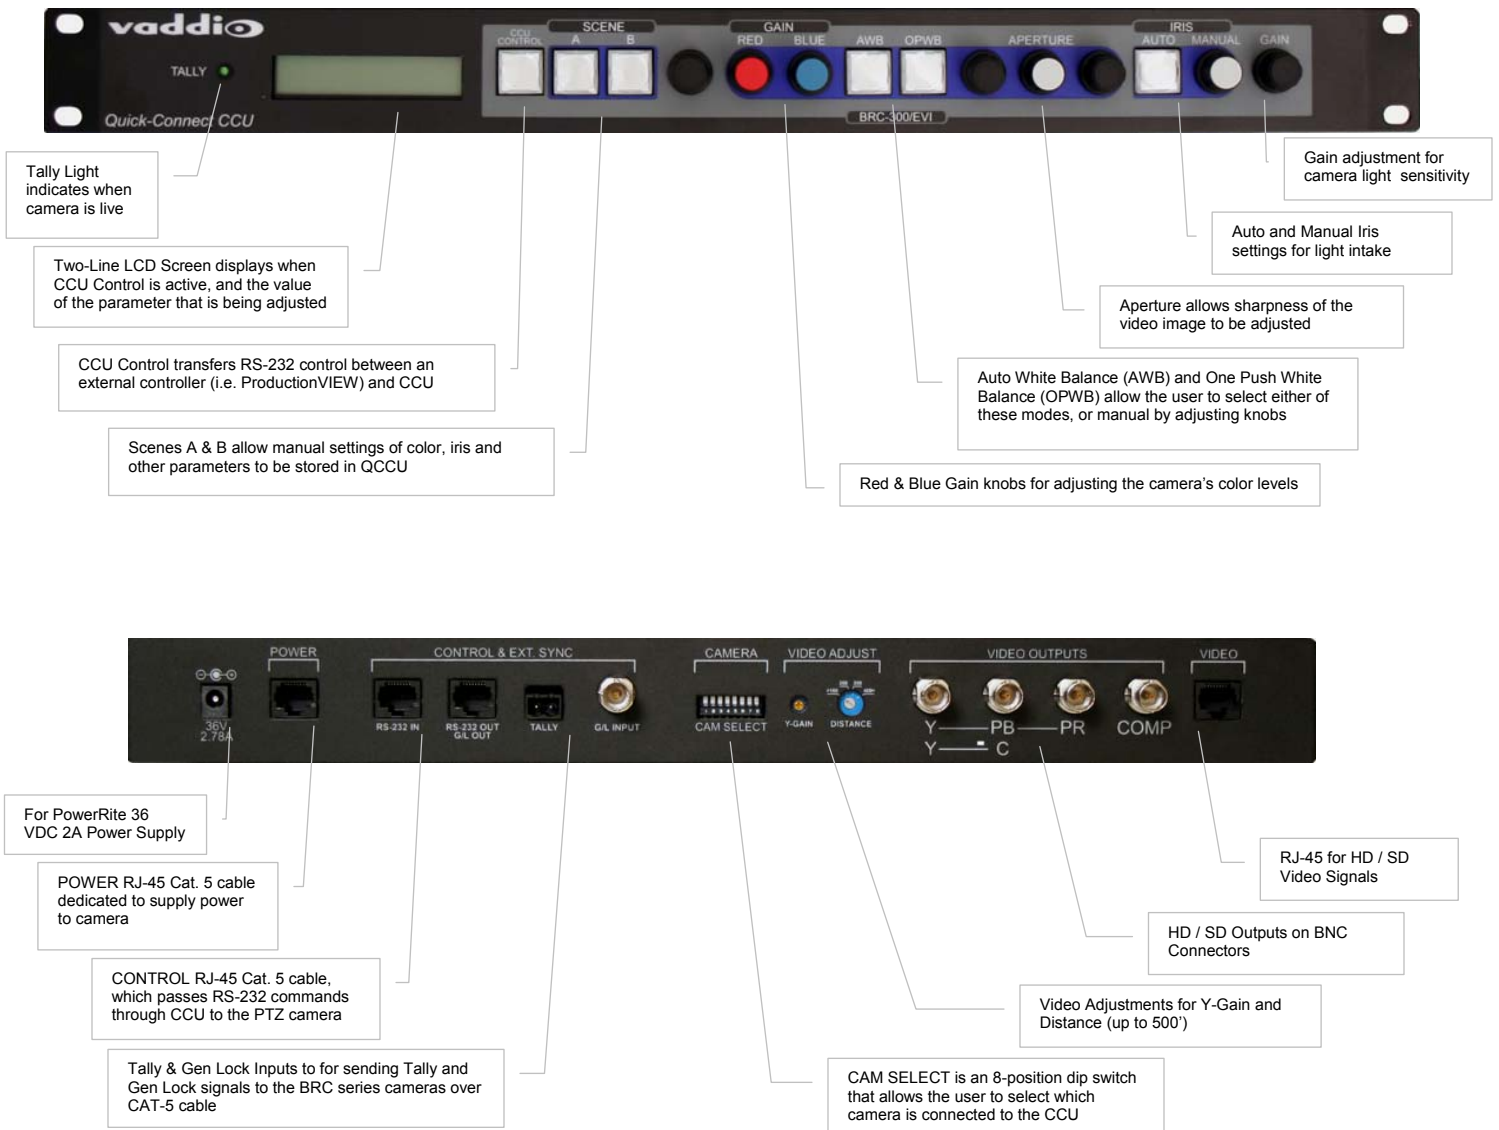 vaddio
TALLY
Quick-Connect CCU
CCU
CONTROL
SCENE
A B
GAIN
RED BLUE
AWB OPWB
APERTURE
IRIS
AUTO MANUAL
GAIN
BRC-300/EVI
Tally Light
indicates when
camera is live
Two-Line LCD Screen displays when
CCU Control is active, and the value
of the parameter that is being adjusted
CCU Control transfers RS-232 control between an
external controller (i.e. ProductionVIEW) and CCU
Scenes A & B allow manual settings of color, iris and
other parameters to be stored in QCCU
Gain adjustment for
camera light sensitivity
Auto and Manual Iris
settings for light intake
Aperture allows sharpness of the
video image to be adjusted
Auto White Balance (AWB) and One Push White
Balance (OPWB) allow the user to select either of
these modes, or manual by adjusting knobs
Red & Blue Gain knobs for adjusting the camera's color levels
36V
2.78A
POWER
CONTROL & EXT. SYNC
RS-232 IN
RS-232 OUT
G/L OUT
TALLY
G/L INPUT
CAMERA
CAM SELECT
VIDEO ADJUST
Y-GAIN
DISTANCE
VIDEO OUTPUTS
Y PB PR COMP
Y C
VIDEO
For PowerRite 36
VDC 2A Power Supply
POWER RJ-45 Cat. 5 cable
dedicated to supply power
to camera
CONTROL RJ-45 Cat. 5 cable,
which passes RS-232 commands
through CCU to the PTZ camera
Tally & Gen Lock Inputs to for sending Tally and
Gen Lock signals to the BRC series cameras over
CAT-5 cable
RJ-45 for HD / SD
Video Signals
HD / SD Outputs on BNC
Connectors
Video Adjustments for Y-Gain and
Distance (up to 500')
CAM SELECT is an 8-position dip switch
that allows the user to select which
camera is connected to the CCU